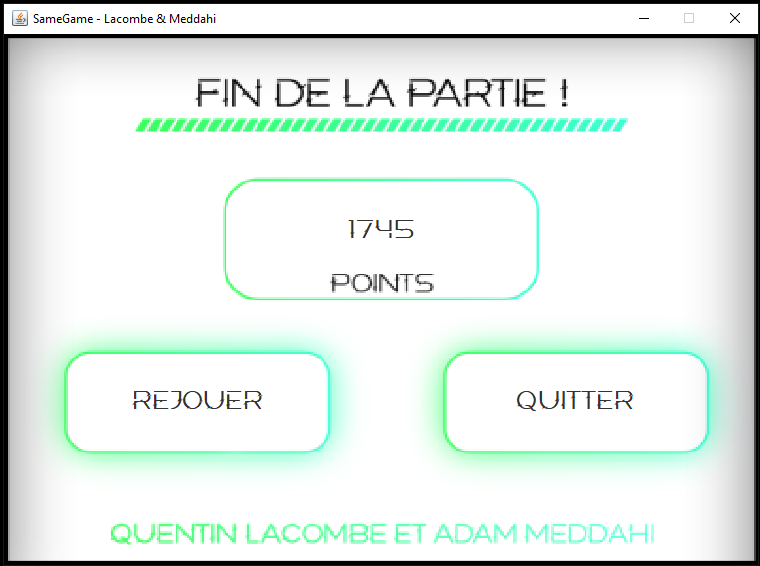 SameGame - Lacombe & Meddahi
FIN DE LA PARTIE !
1745
POINTS
REJOUER
QUITTER
QUENTIN LACOMBE ET ADAM MEDDAHI